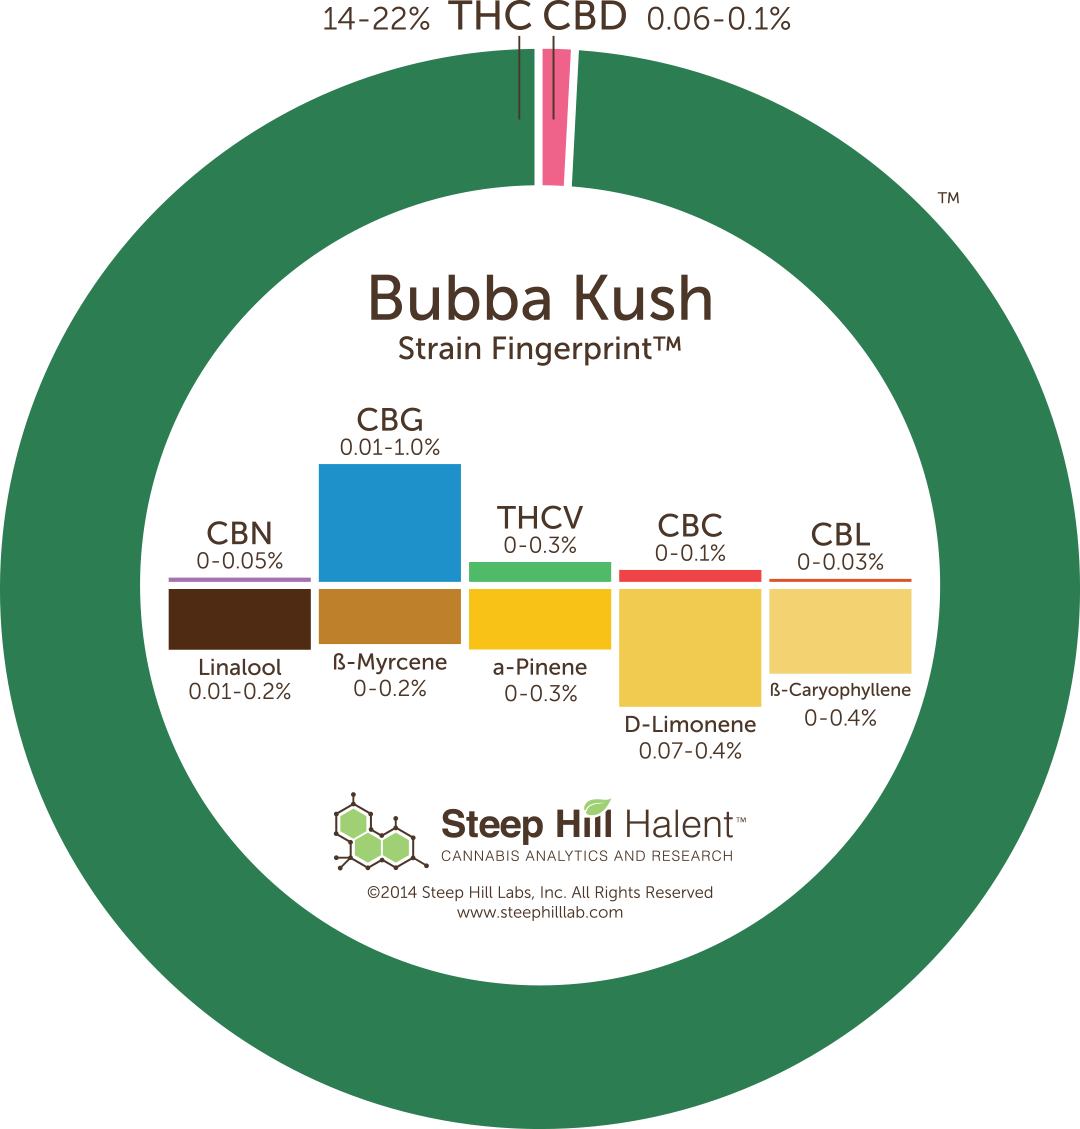 14-22% THC CBD 0.06-0.1%
TM
Bubba Kush
Strain Fingerprint™
CBG
0.01-1.0%
CBN
0-0.05%
THCV
0-0.3%
CBC
0-0.1%
CBL
0-0.03%
Linalool
0.01-0.2%
ß-Myrcene
0-0.2%
a-Pinene
0-0.3%
D-Limonene
0.07-0.4%
ß-Caryophyllene
0-0.4%
Steep Hill Halent™
CANNABIS ANALYTICS AND RESEARCH
©2014 Steep Hill Labs, Inc. All Rights Reserved
www.steephilllab.com